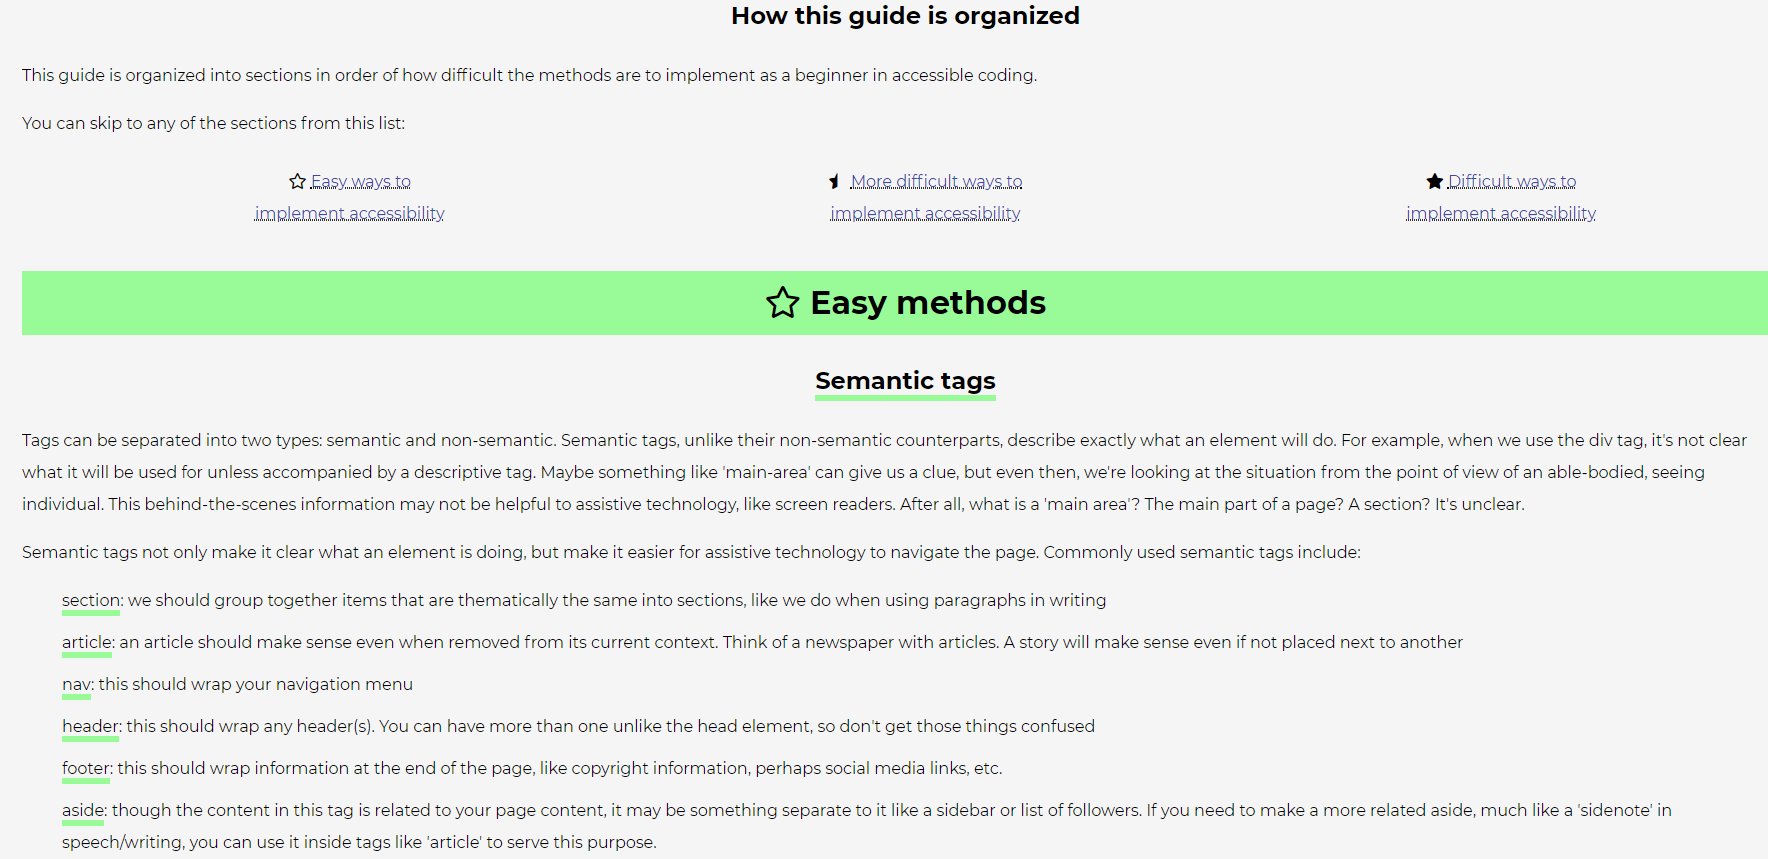 How this guide is organized
This guide is organized into sections in order of how difficult the methods are to implement as a beginner in accessible coding.
You can skip to any of the sections from this list:
Easy ways to
implement accessibility
More difficult ways to
implement accessibility
Difficult ways to
implement accessibility
Easy methods
Semantic tags
Tags can be separated into two types: semantic and non-semantic. Semantic tags, unlike their non-semantic counterparts, describe exactly what an element will do. For example, when we use the div tag, it's not clear
what it will be used for unless accompanied by a descriptive tag. Maybe something like 'main-area' can give us a clue, but even then, we're looking at the situation from the point of view of an able-bodied, seeing
individual. This behind-the-scenes information may not be helpful to assistive technology, like screen readers. After all, what is a 'main area'? The main part of a page? A section? It's unclear.
Semantic tags not only make it clear what an element is doing, but make it easier for assistive technology to navigate the page. Commonly used semantic tags include:
section: we should group together items that are thematically the same into sections, like we do when using paragraphs in writing
article: an article should make sense even when removed from its current context. Think of a newspaper with articles. A story will make sense even if not placed next to another
nav: this should wrap your navigation menu
header: this should wrap any header(s). You can have more than one unlike the head element, so don't get those things confused
footer: this should wrap information at the end of the page, like copyright information, perhaps social media links, etc.
aside: though the content in this tag is related to your page content, it may be something separate to it like a sidebar or list of followers. If you need to make a more related aside, much like a 'sidenote' in
speech/writing, you can use it inside tags like 'article' to serve this purpose.